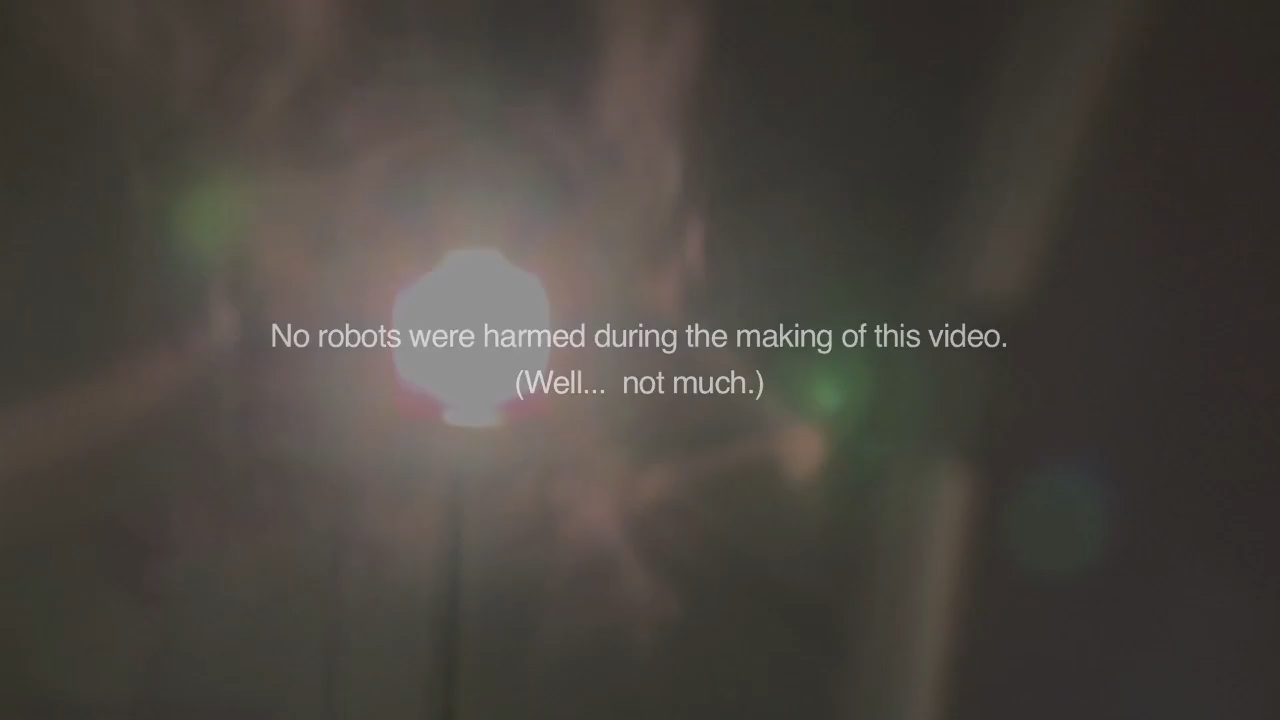 No robots were harmed during the making of this video.
(Well...  not much.)